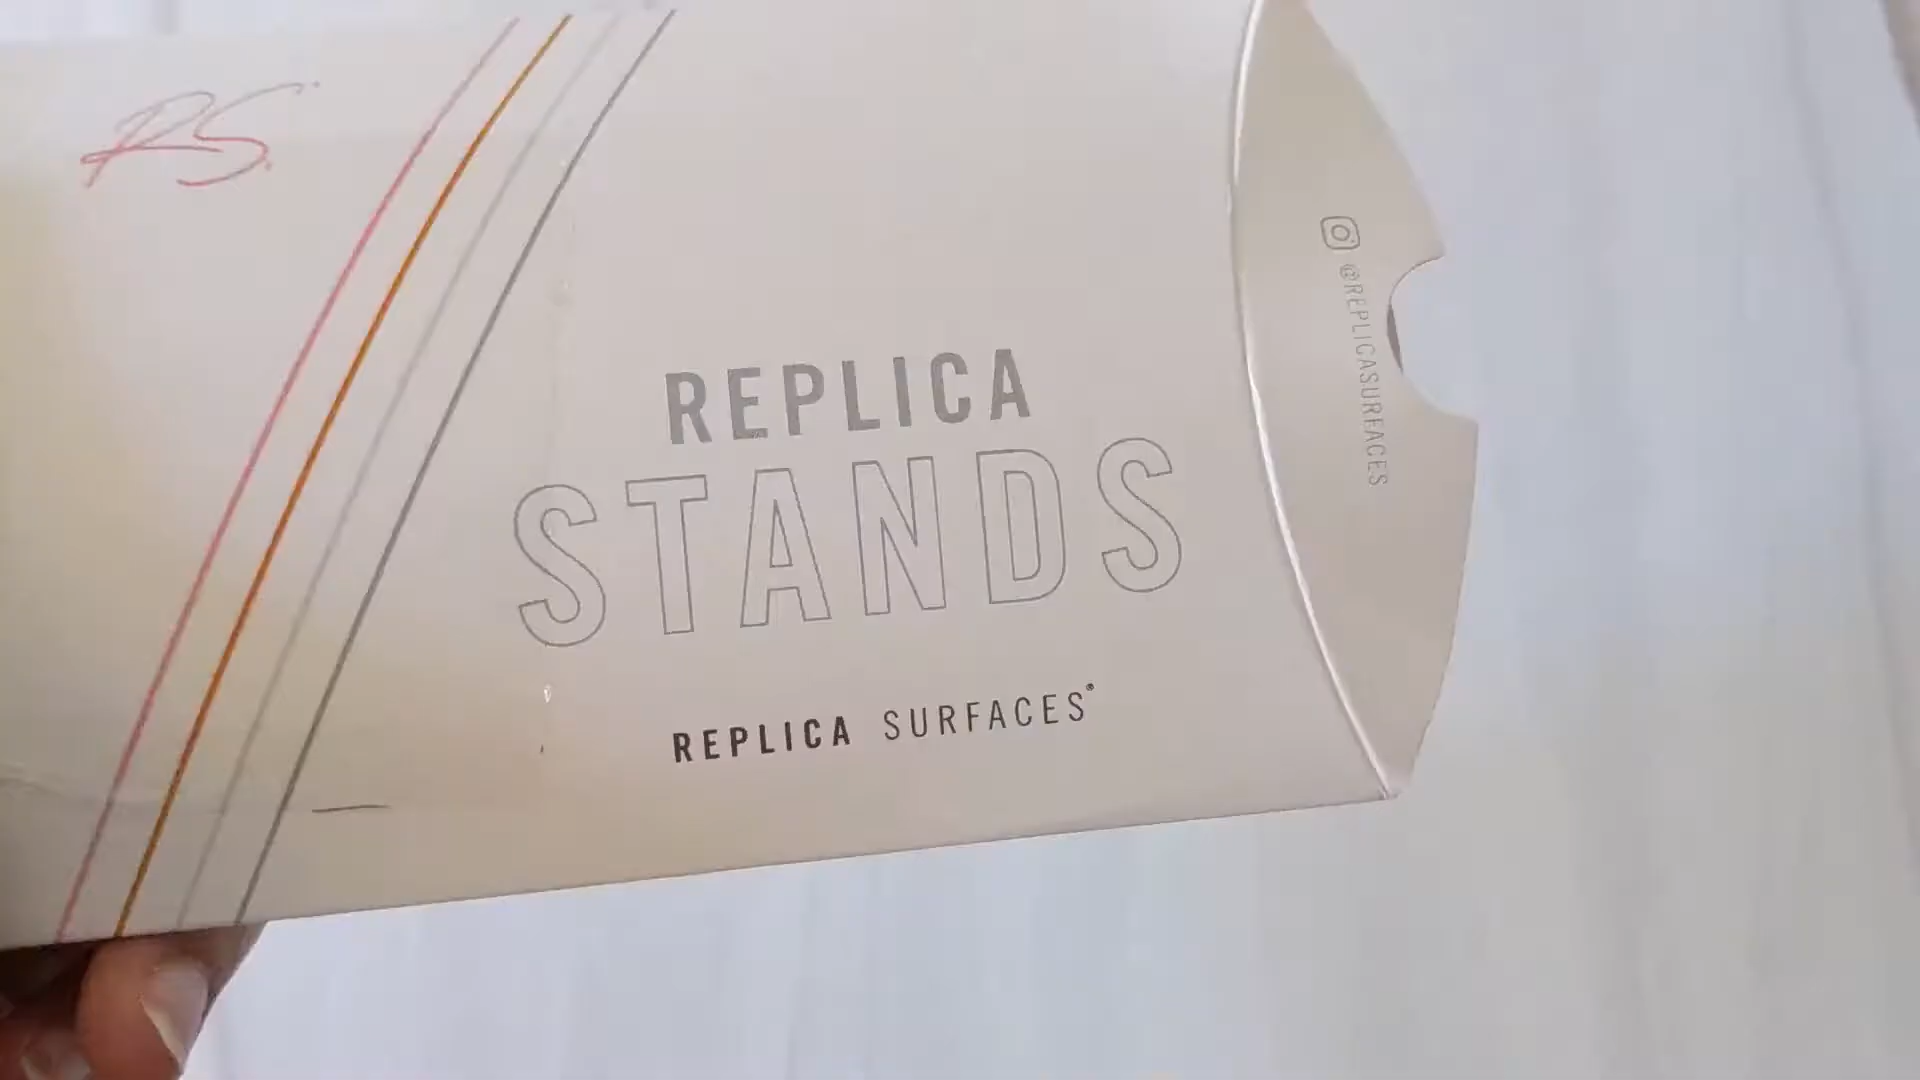 RS
REPLICA
STANDS
REPLICA SURFACES®
@REPLICASURFACES